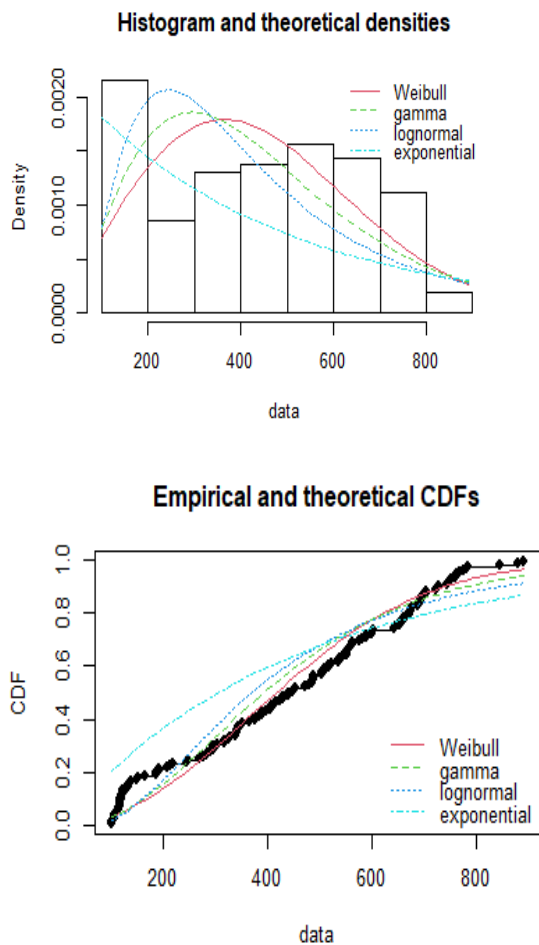 Histogram and theoretical densities
Density
0.0000
0.0010
0.0020
Weibull
gamma
lognormal
exponential
200
400
600
800
data
Empirical and theoretical CDFs
CDF
0.0
0.2
0.4
0.6
0.8
1.0
Weibull
gamma
lognormal
exponential
200
400
600
800
data